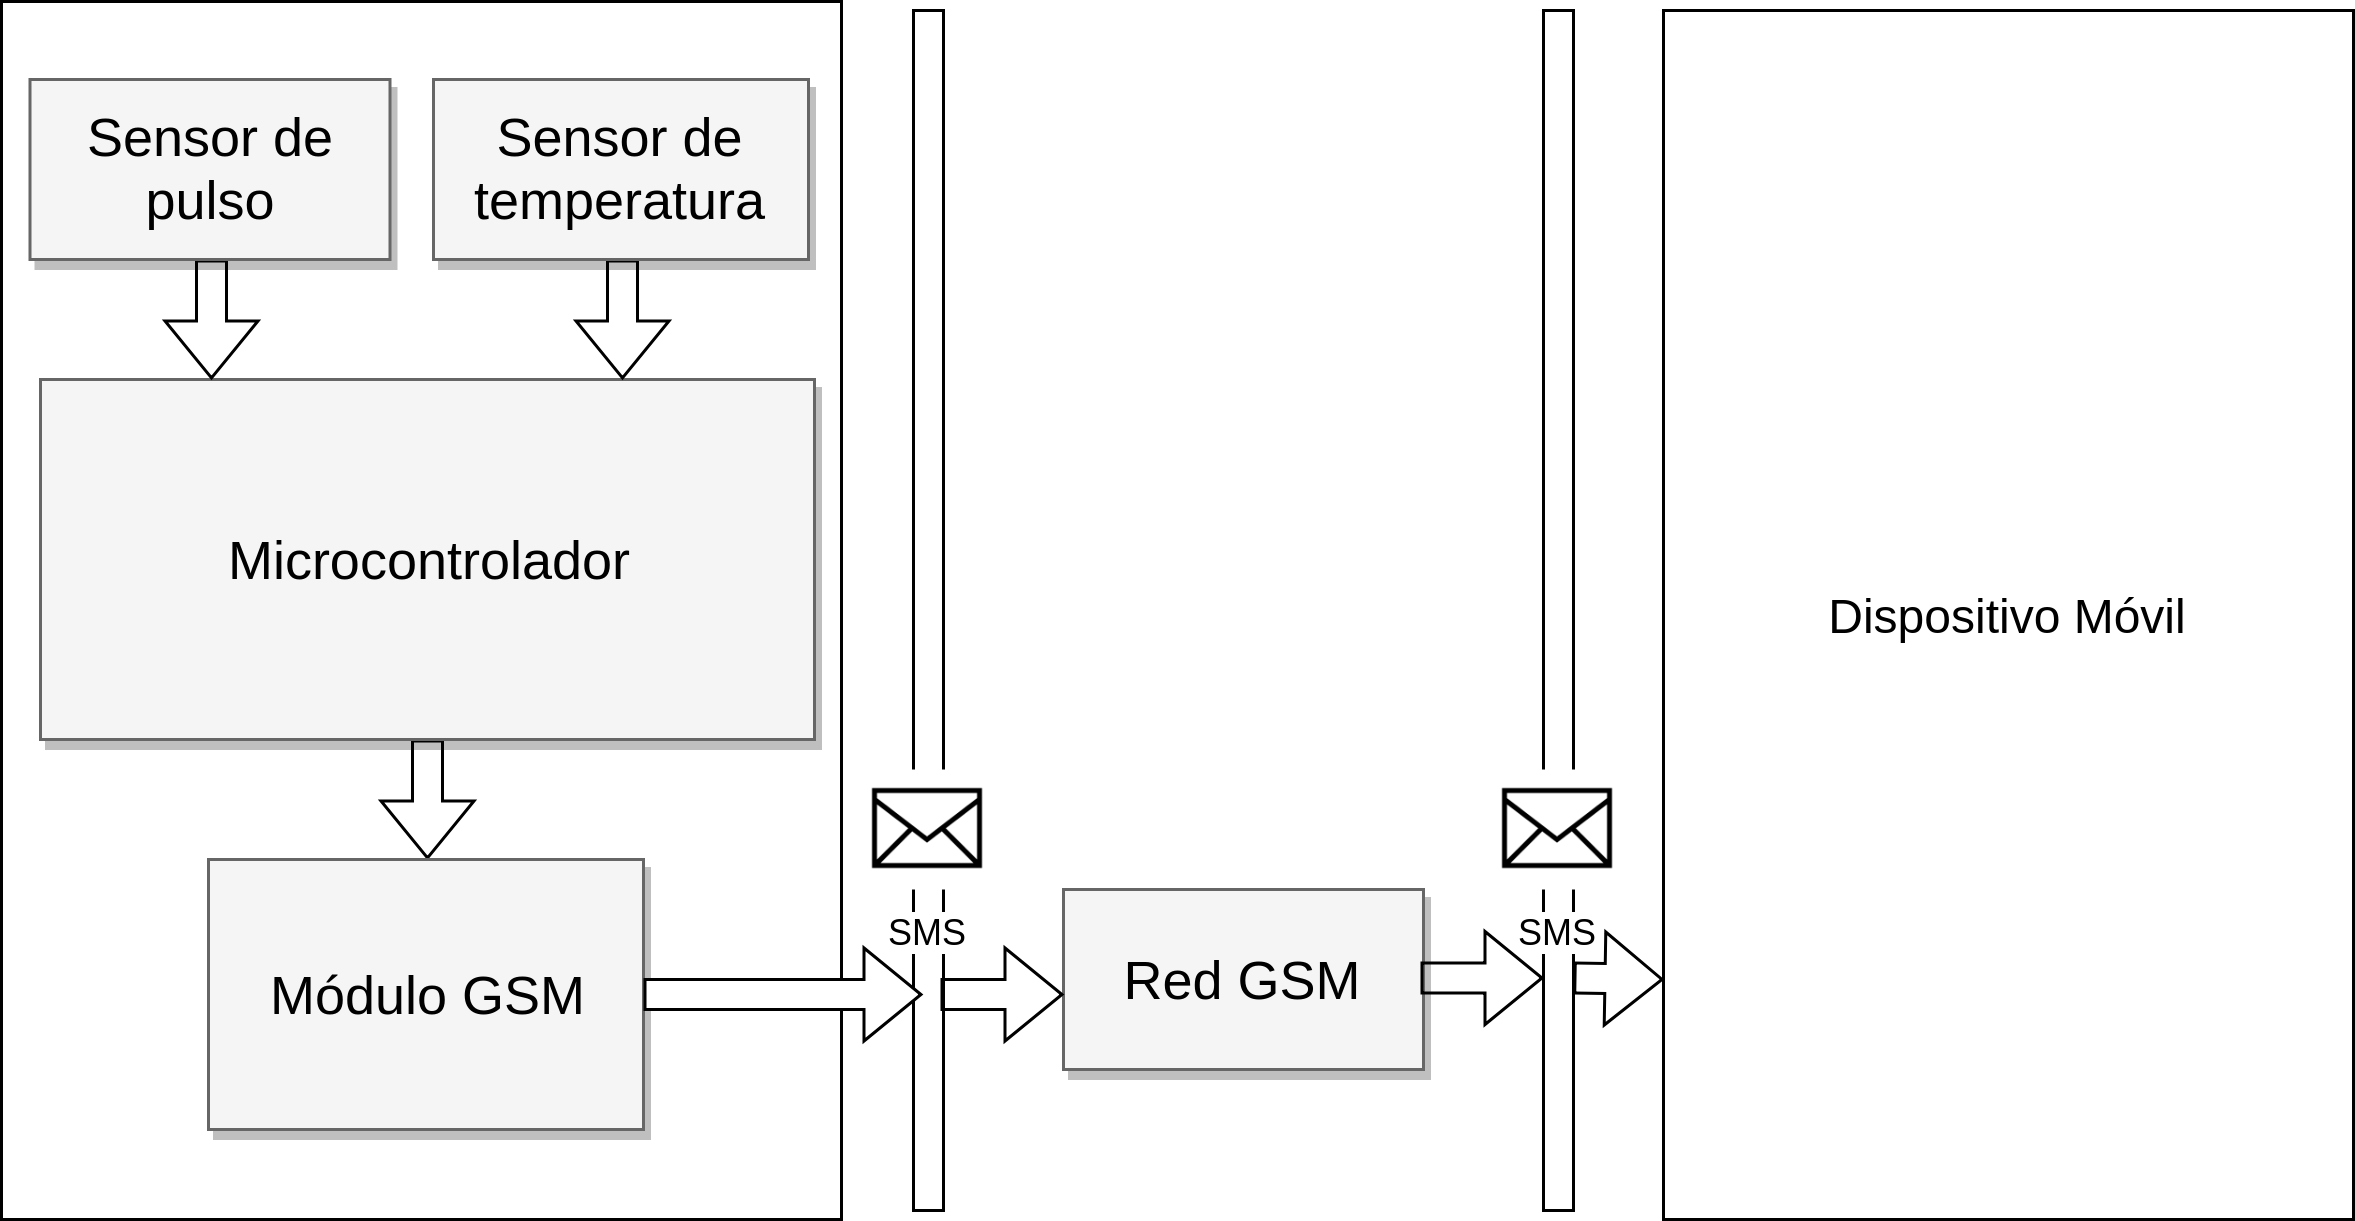 Sensor de
pulso
Sensor de
temperatura
Microcontrolador
Dispositivo Móvil
SMS
SMS
Red GSM
Módulo GSM